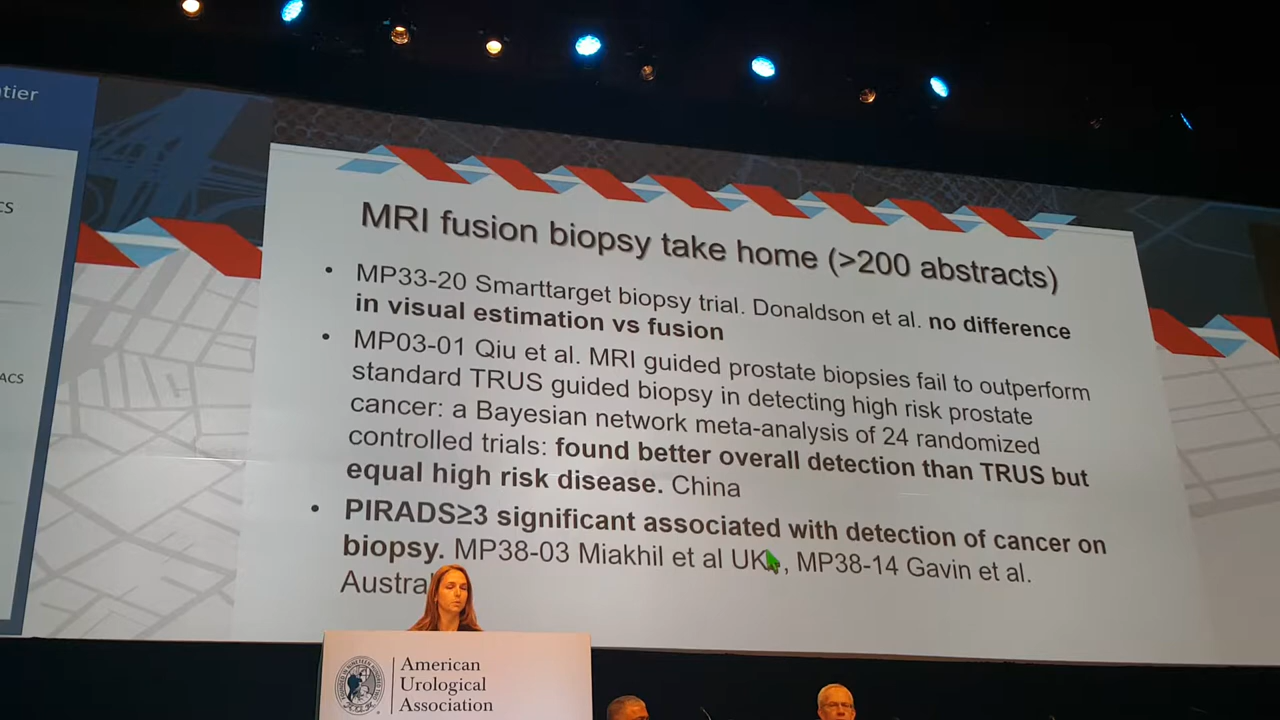 tier
CS
ACS
MRI fusion biopsy take home (>200 abstracts)
• MP33-20 Smarttarget biopsy trial. Donaldson et al. no difference
in visual estimation vs fusion
• MP03-01 Qiu et al. MRI guided prostate biopsies fail to outperform
standard TRUS guided biopsy in detecting high risk prostate
cancer: a Bayesian network meta-analysis of 24 randomized
controlled trials: found better overall detection than TRUS but
equal high risk disease. China
• PIRADS≥3 significant associated with detection of cancer on
biopsy. MP38-03 Miakhil et al UK , MP38-14 Gavin et al.
Austra
American
Urological
Association